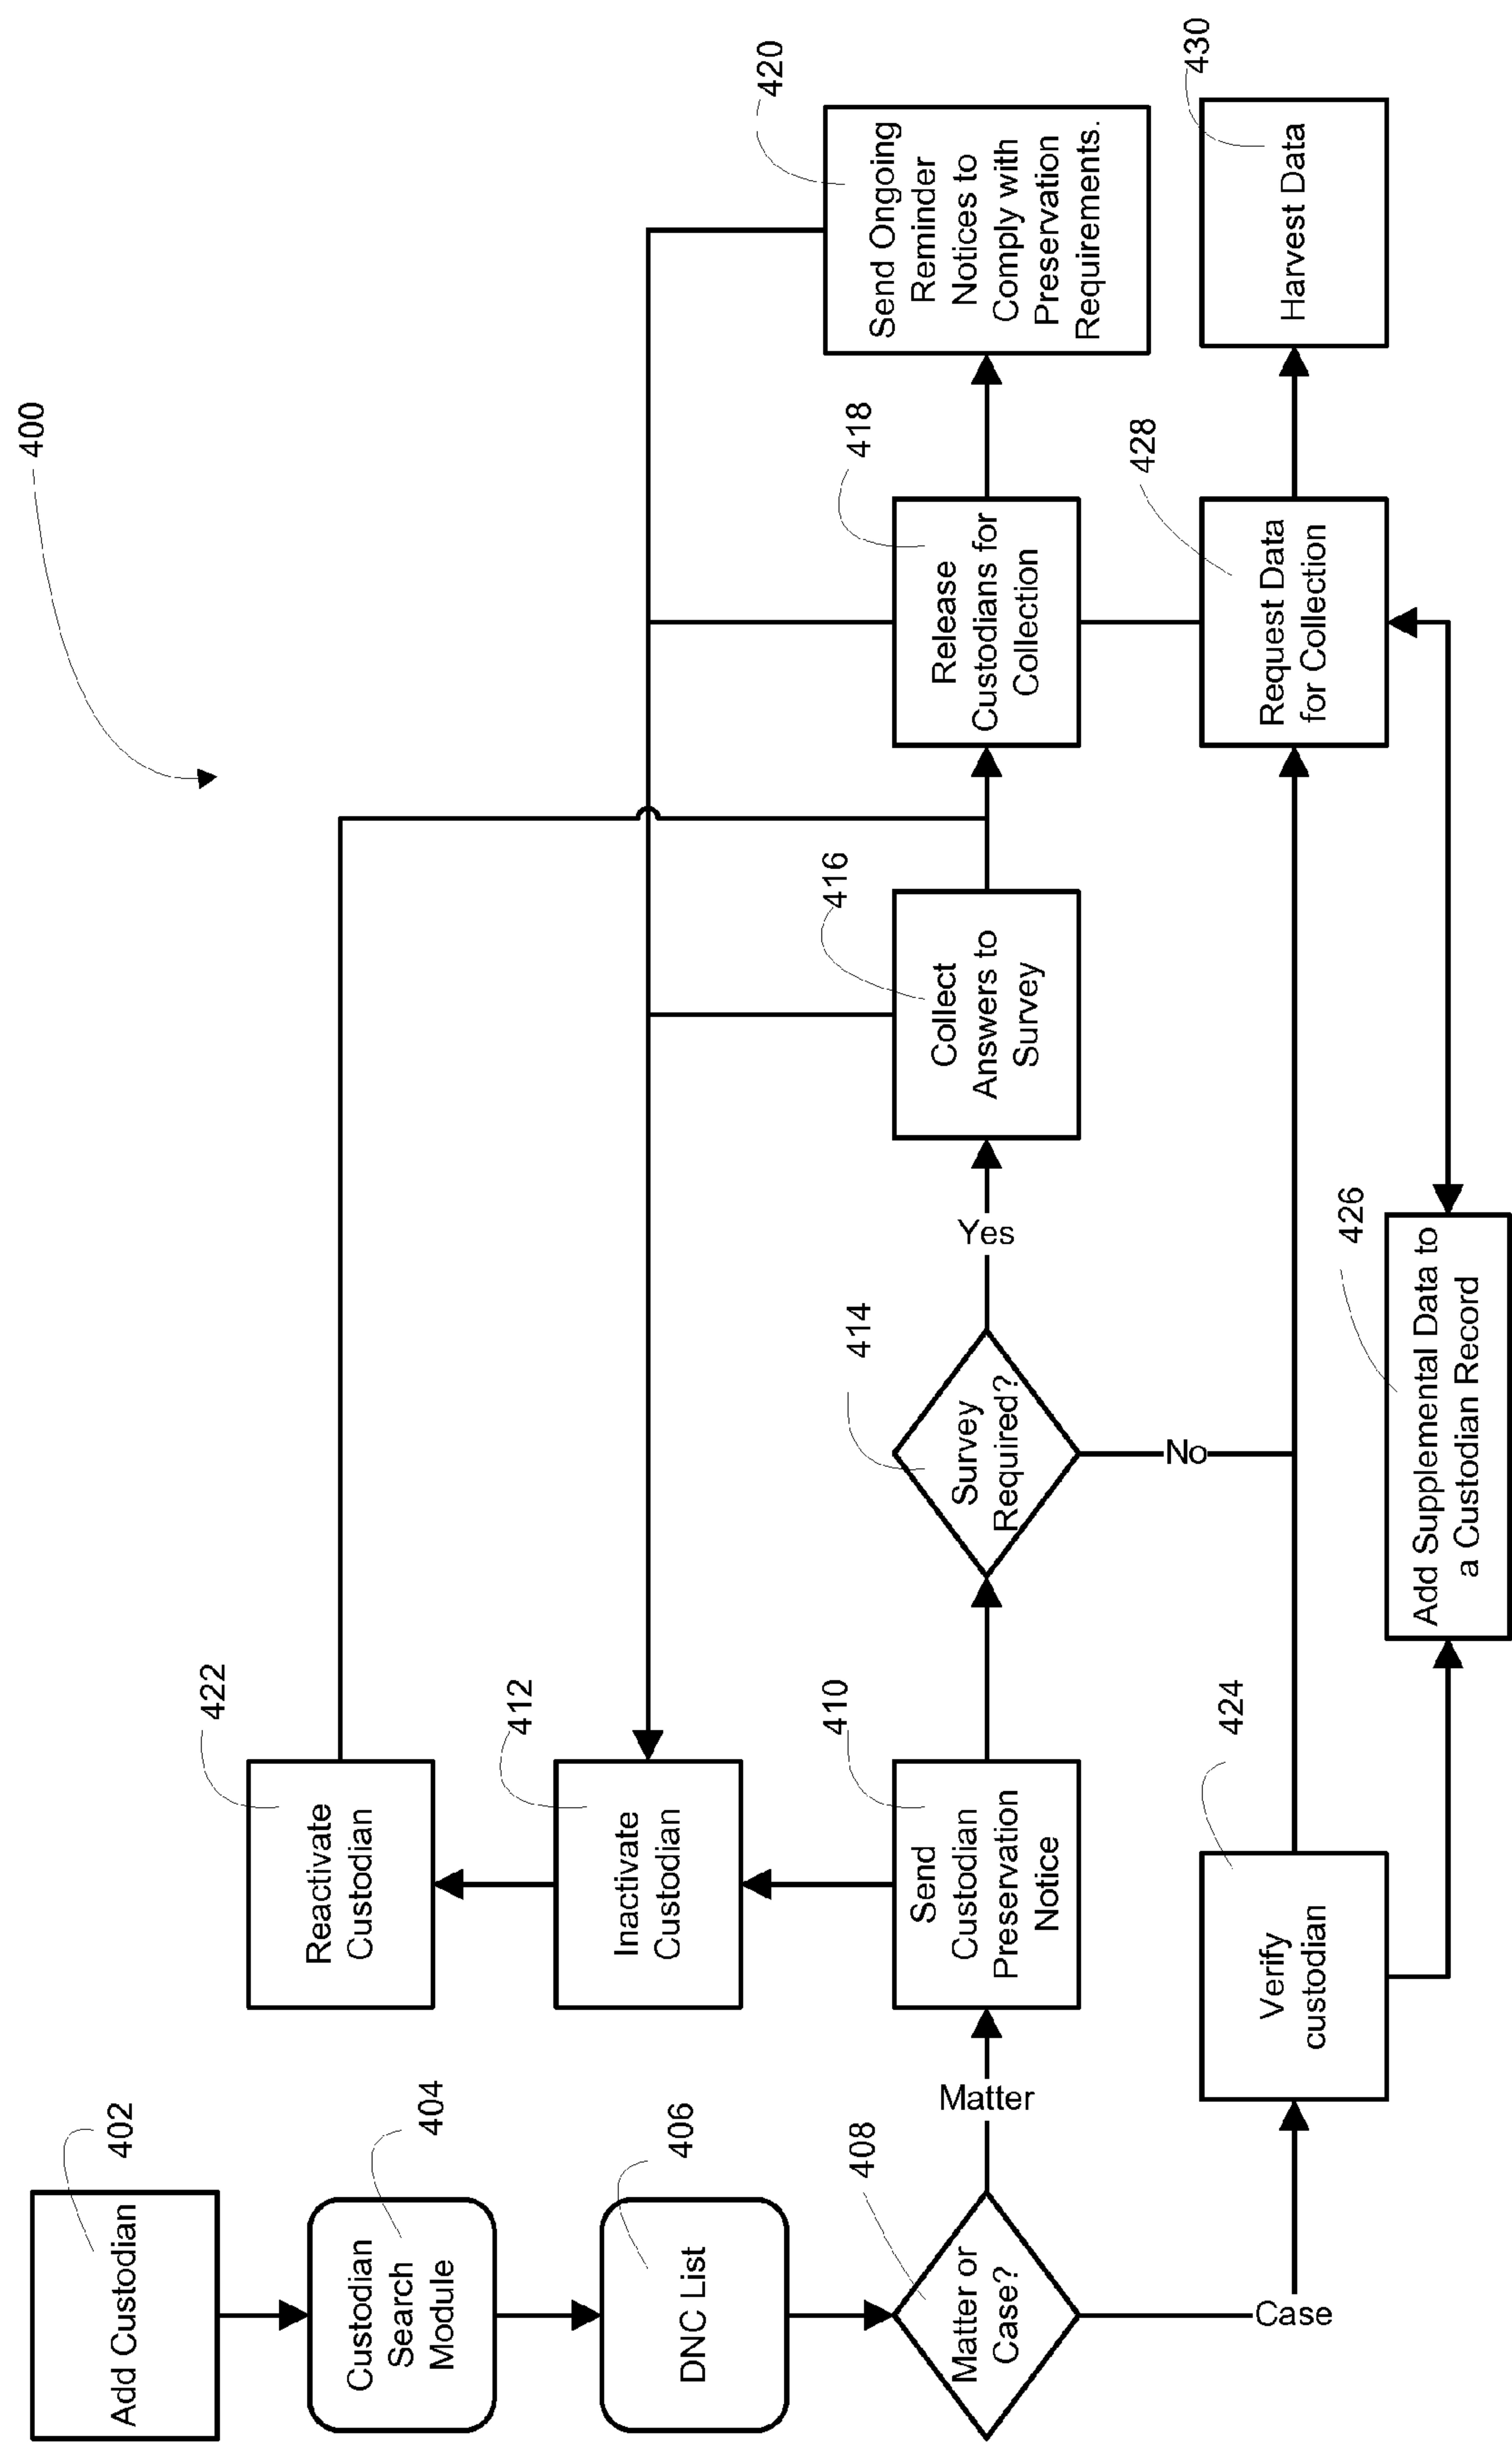 400
402
Add Custodian
404
Custodian
Search
Module
406
DNC List
408
Matter or
Case?
Matter
Case
422
Reactivate
Custodian
412
Inactivate
Custodian
410
Send
Custodian
Preservation
Notice
424
Verify
custodian
414
Survey
Required?
Yes
No
426
Add Supplemental Data to
a Custodian Record
416
Collect
Answers to
Survey
418
Release
Custodians for
Collection
428
Request Data
for Collection
420
Send Ongoing
Reminder
Notices to
Comply with
Preservation
Requirements.
430
Harvest Data